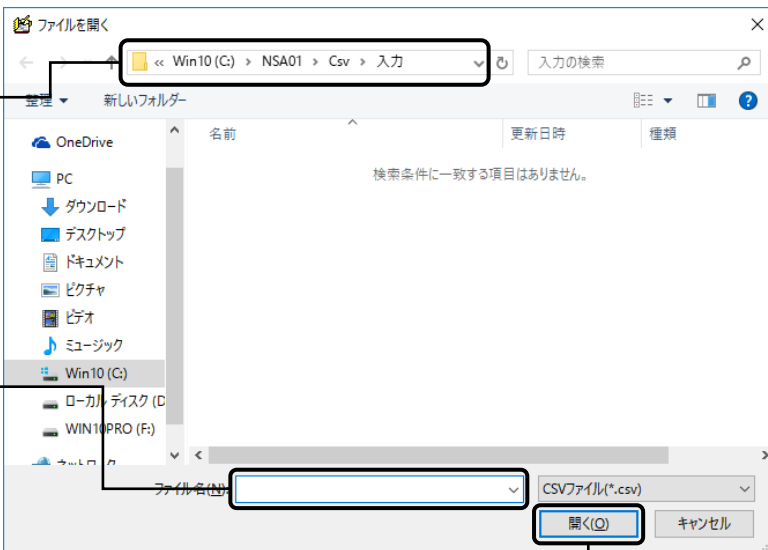 ファイルを開く
« Win10 (C:) › NSA01 › Csv › 入力
入力の検索
整理
新しいフォルダー
名前
更新日時
種類
検索条件に一致する項目はありません。
OneDrive
PC
ダウンロード
デスクトップ
ドキュメント
ピクチャ
ビデオ
ミュージック
Win10 (C:)
ローカル ディスク (D
WIN10PRO (F:)
ネットワーク
ファイル名(N):
CSVファイル(*.csv)
開く(O)
キャンセル